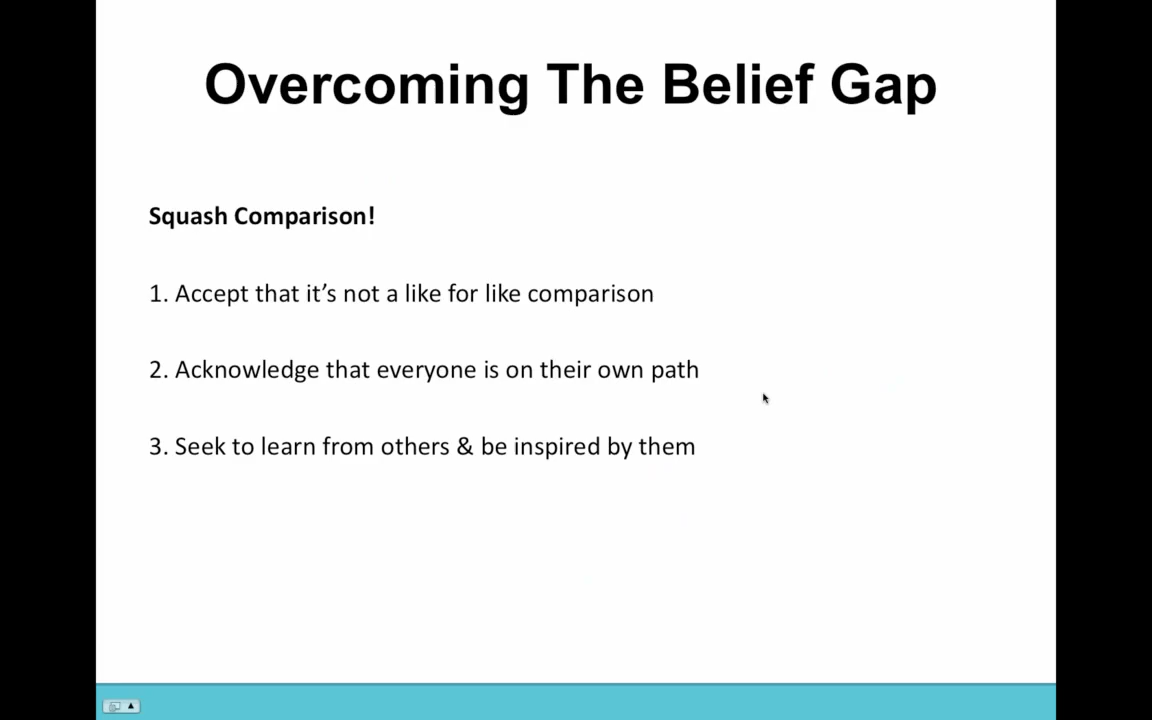 Overcoming The Belief Gap
Squash Comparison!
1. Accept that it’s not a like for like comparison
2. Acknowledge that everyone is on their own path
3. Seek to learn from others & be inspired by them